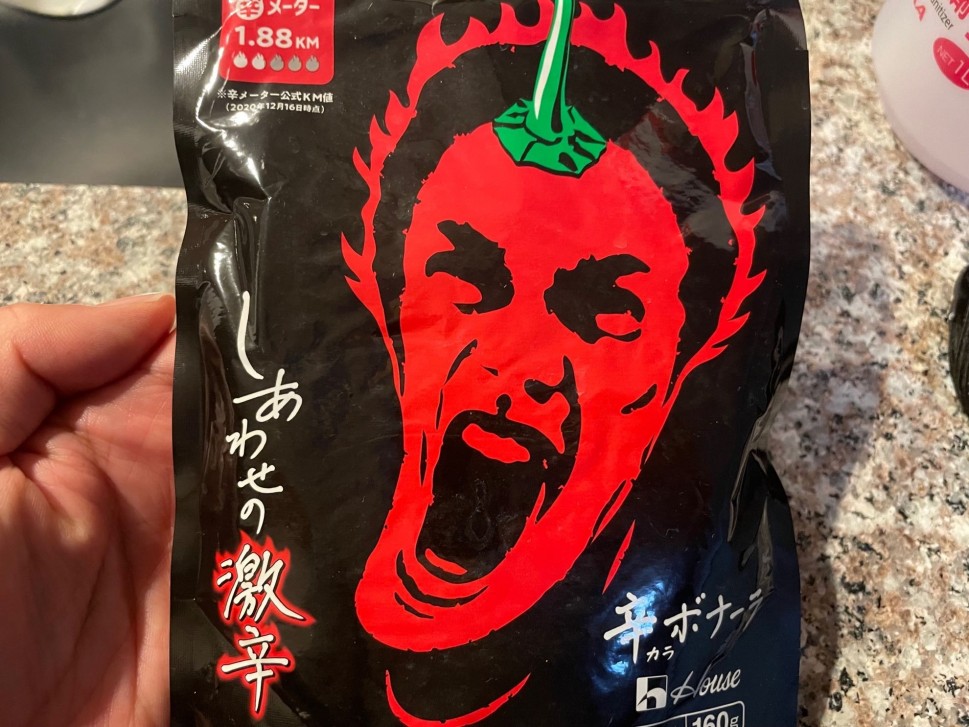 辛メーター
1.88KM
※辛メーター公式KM値
(2020年12月16日時点)
しあわせの
激辛
辛ボナーラ
カラ
House
160g
NET